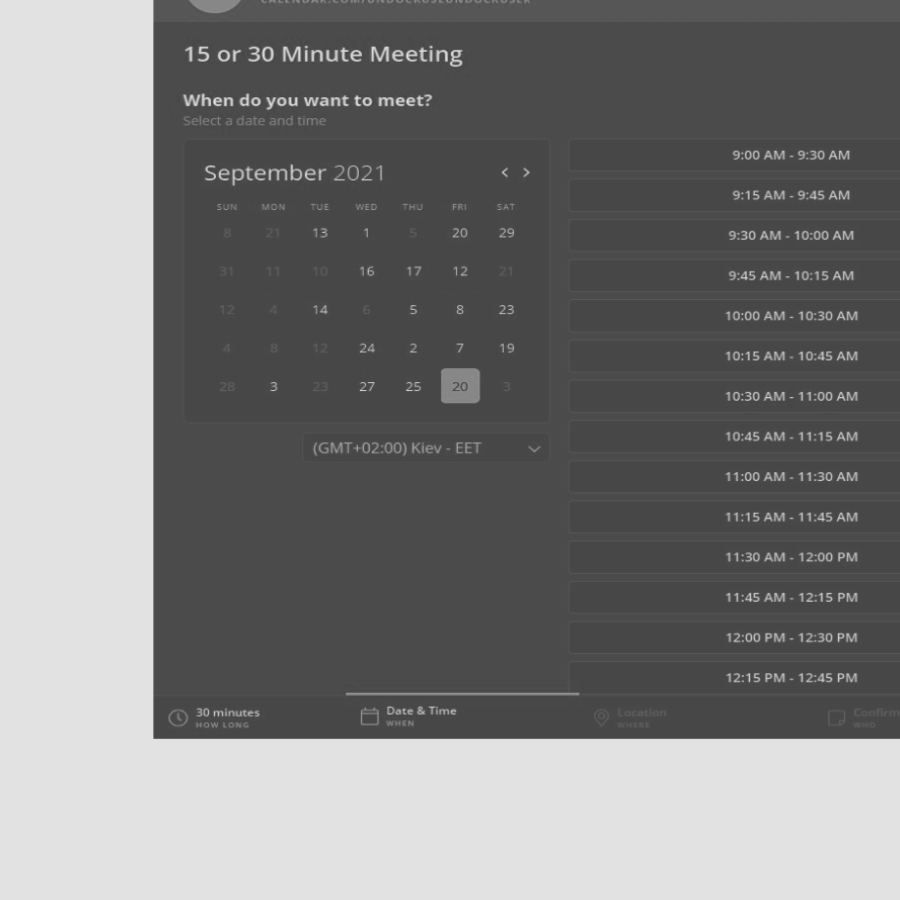 15 or 30 Minute Meeting
When do you want to meet?
Select a date and time
September 2021
SUN MON TUE WED THU FRI SAT
8 21 13 1 5 20 29
31 11 10 16 17 12 21
12 4 14 6 5 8 23
4 8 12 24 2 7 19
28 3 23 27 25 20 3
(GMT+02:00) Kiev - EET
9:00 AM - 9:30 AM
9:15 AM - 9:45 AM
9:30 AM - 10:00 AM
9:45 AM - 10:15 AM
10:00 AM - 10:30 AM
10:15 AM - 10:45 AM
10:30 AM - 11:00 AM
10:45 AM - 11:15 AM
11:00 AM - 11:30 AM
11:15 AM - 11:45 AM
11:30 AM - 12:00 PM
11:45 AM - 12:15 PM
12:00 PM - 12:30 PM
12:15 PM - 12:45 PM
30 minutes
HOW LONG
Date & Time
WHEN
Location
WHERE
Confirm
WHO